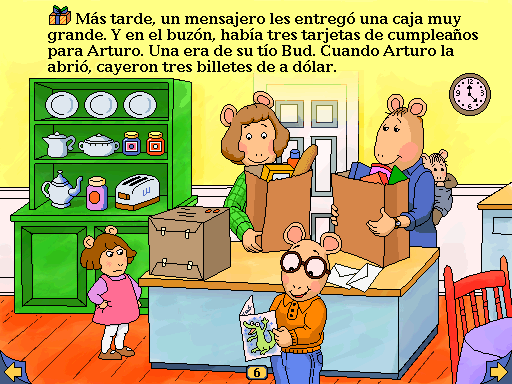 Más tarde, un mensajero les entregó una caja muy
grande. Y en el buzón, había tres tarjetas de cumpleaños
para Arturo. Una era de su tío Bud. Cuando Arturo la
abrió, cayeron tres billetes de a dólar.
6